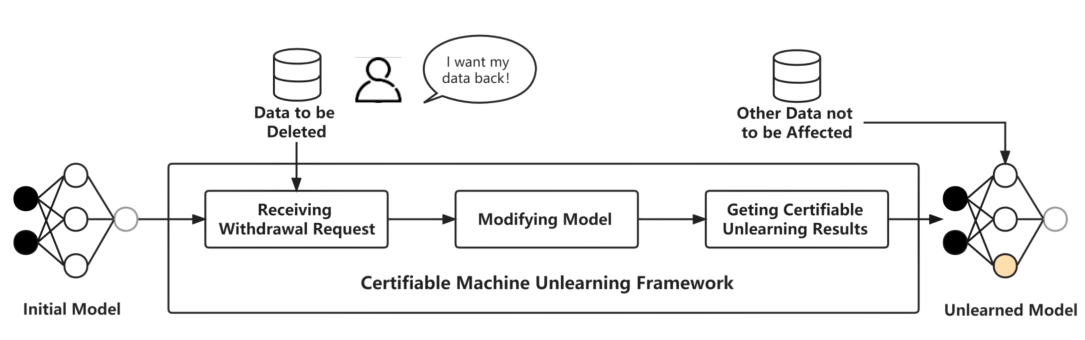 I want my
data back!
Data to be
Deleted
Other Data not
to be Affected
Receiving
Withdrawal Request
Modifying Model
Geting Certifiable
Unlearning Results
Certifiable Machine Unlearning Framework
Initial Model
Unlearned Model